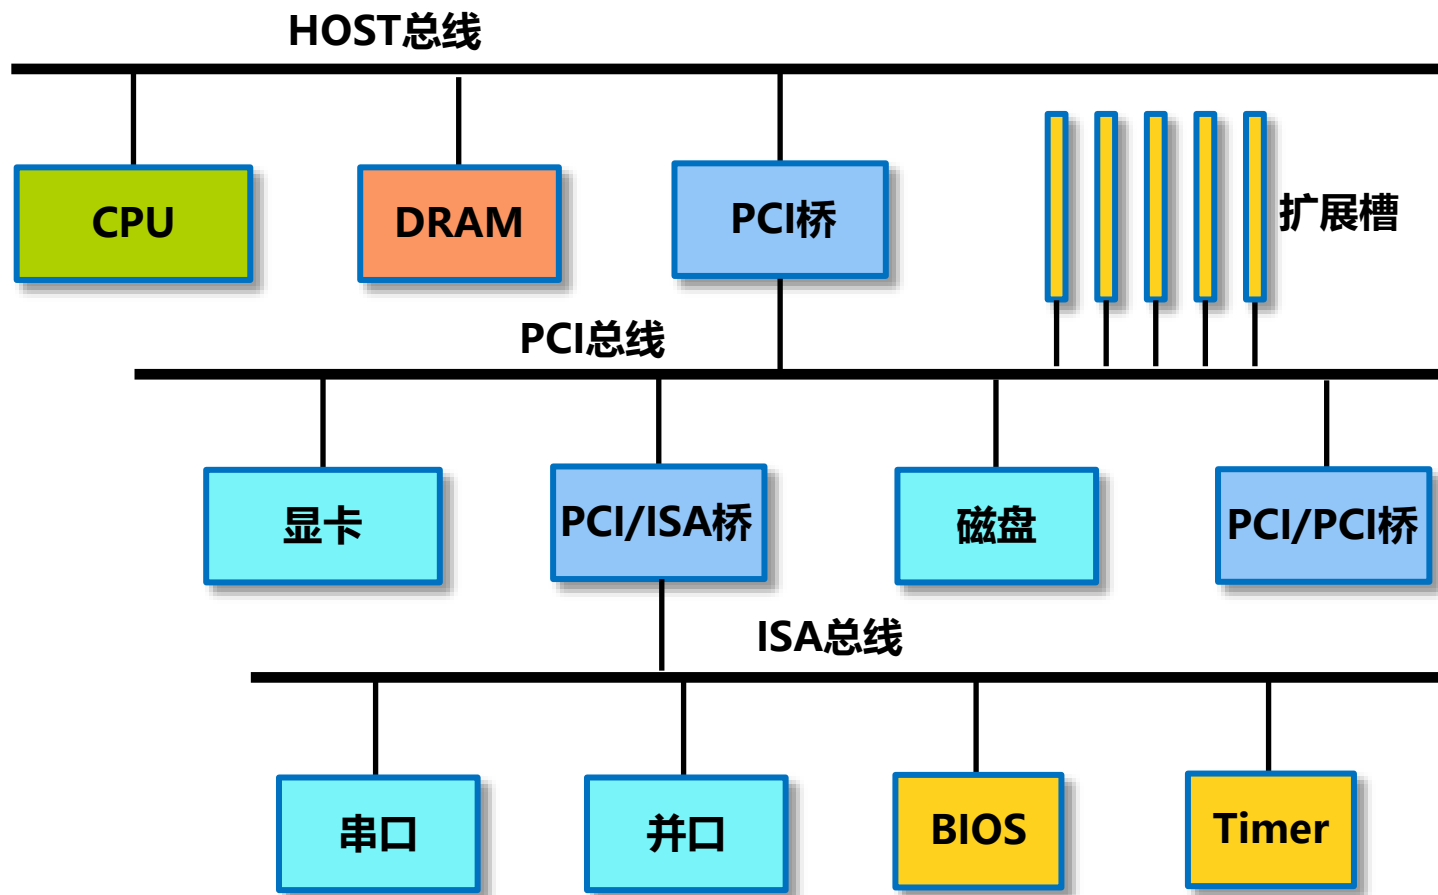 HOST总线
CPU
DRAM
PCI桥
扩展槽
PCI总线
显卡
PCI/ISA桥
磁盘
PCI/PCI桥
ISA总线
串口
并口
BIOS
Timer